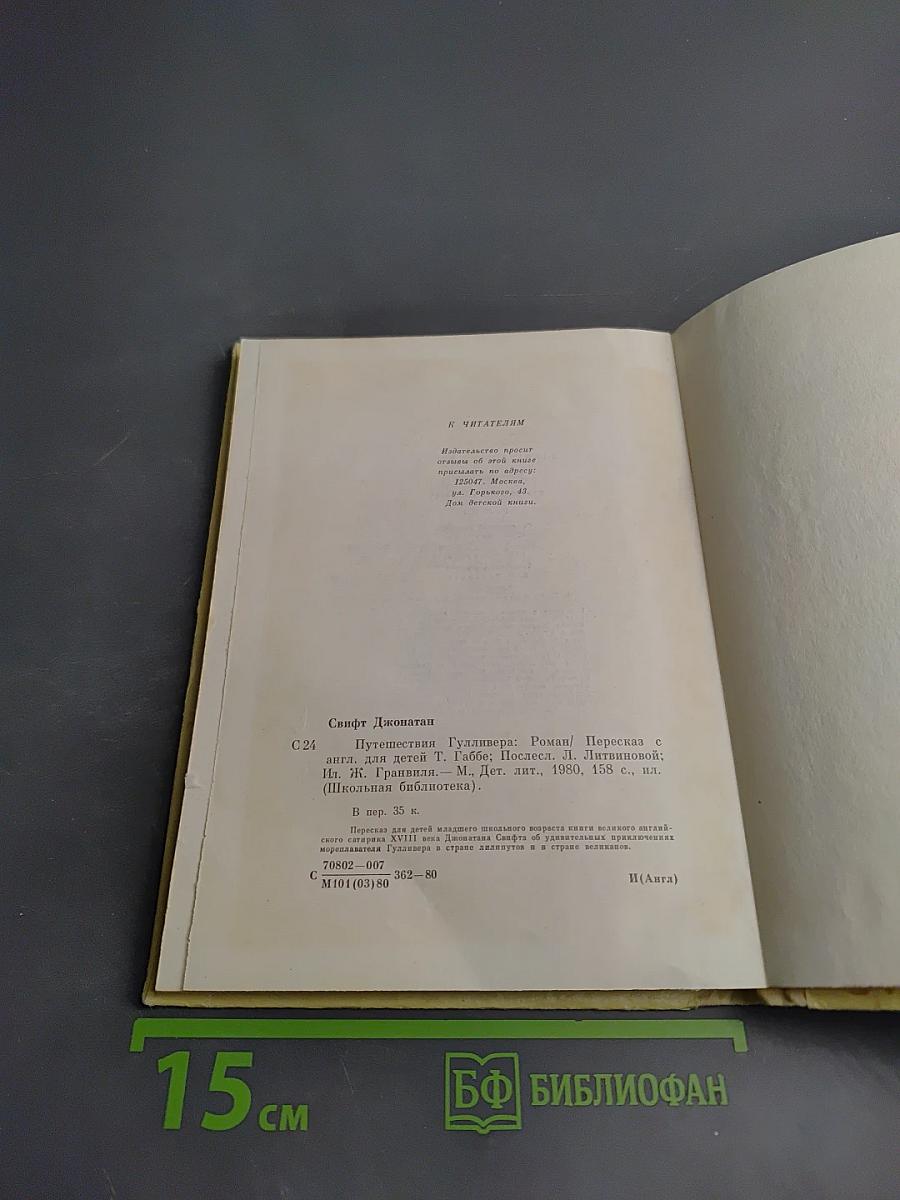 К ЧИТАТЕЛЯМ
Издательство просит
отзывы об этой книге
присылать по адресу:
125047. Москва,
ул. Горького, 43.
Дом детской книги.
Свифт Джонатан
С 24 Путешествия Гулливера: Роман/ Пересказ с
англ. для детей Т. Габбе; Послесл. Л. Литвиновой;
Ил. Ж. Гранвиля.— М., Дет. лит., 1980, 158 с., ил.
(Школьная библиотека).
В пер. 35 к.
Пересказ для детей младшего школьного возраста книги великого английс-
ского сатирика XVIII века Джонатана Свифта об удивительных приключениях
мореплавателя Гулливера в стране лилипутов и в стране великанов.
70802—007
С 362—80
М101(03)80
И(Англ)
15 см
БФ БИБЛИОФАН